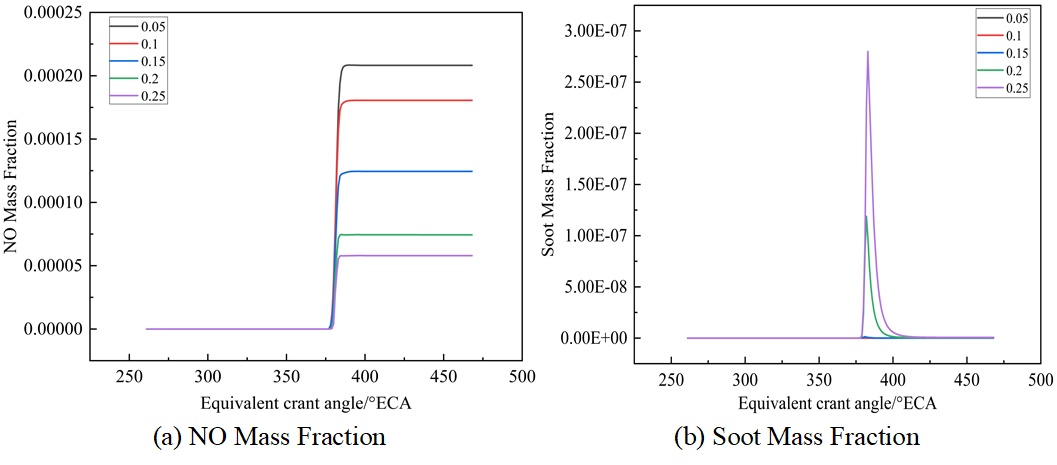 0.00025
0.00020
0.00015
0.00010
0.00005
0.00000
NO Mass Fraction
0.05
0.1
0.15
0.2
0.25
250 300 350 400 450 500
Equivalent crant angle/°ECA
(a) NO Mass Fraction
3.00E-07
2.50E-07
2.00E-07
1.50E-07
1.00E-07
5.00E-08
0.00E+00
Soot Mass Fraction
0.05
0.1
0.15
0.2
0.25
250 300 350 400 450 500
Equivalent crant angle/°ECA
(b) Soot Mass Fraction